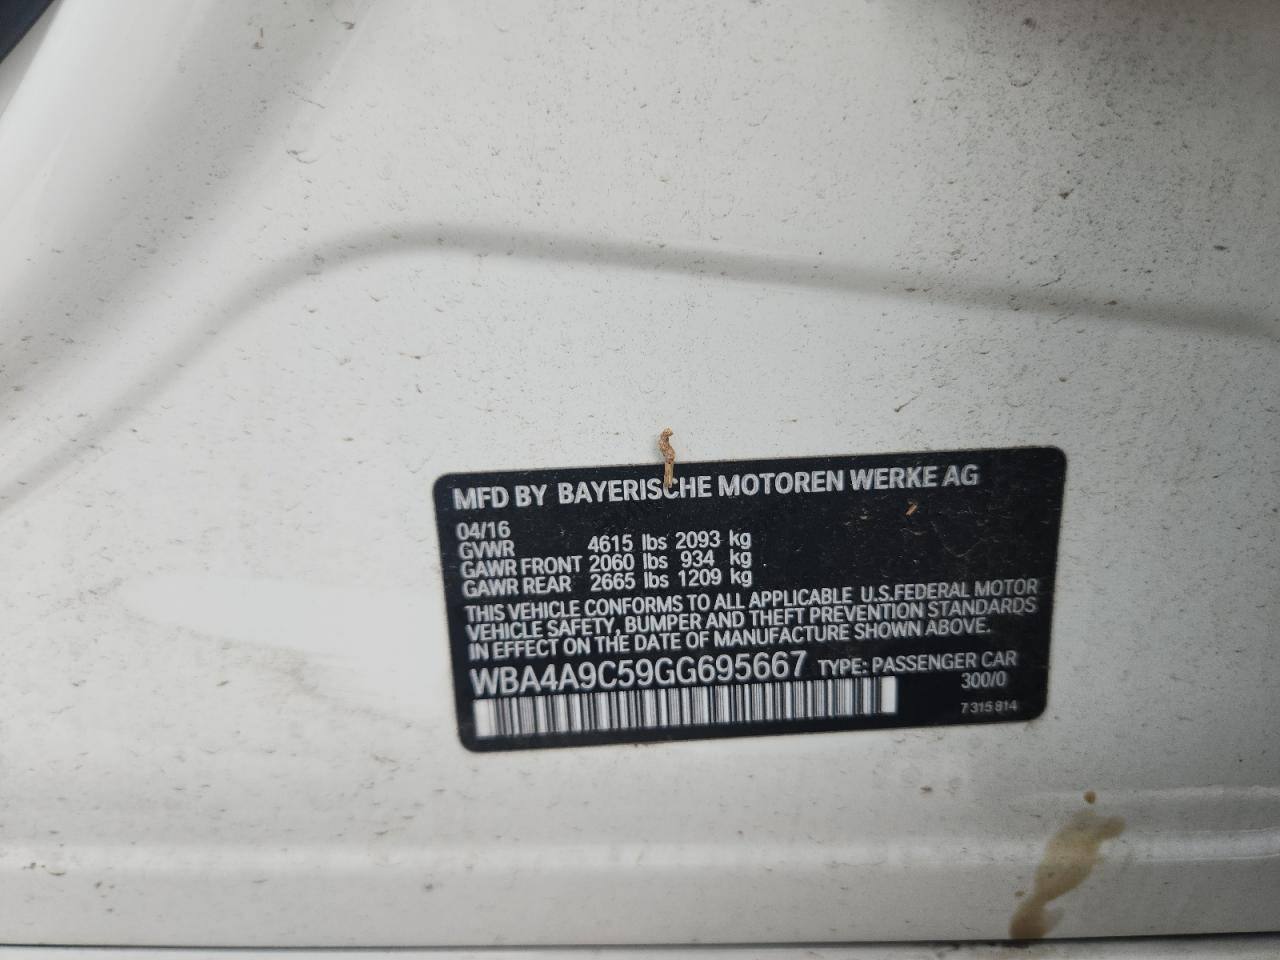 MFD BY BAYERISCHE MOTOREN WERKE AG
04/16
GVWR 4615 lbs 2093 kg
GAWR FRONT 2060 lbs 934 kg
GAWR REAR 2665 lbs 1209 kg
THIS VEHICLE CONFORMS TO ALL APPLICABLE U.S.FEDERAL MOTOR
VEHICLE SAFETY, BUMPER AND THEFT PREVENTION STANDARDS
IN EFFECT ON THE DATE OF MANUFACTURE SHOWN ABOVE.
WBA4A9C59GG695667 TYPE: PASSENGER CAR
300/0
7 315 814